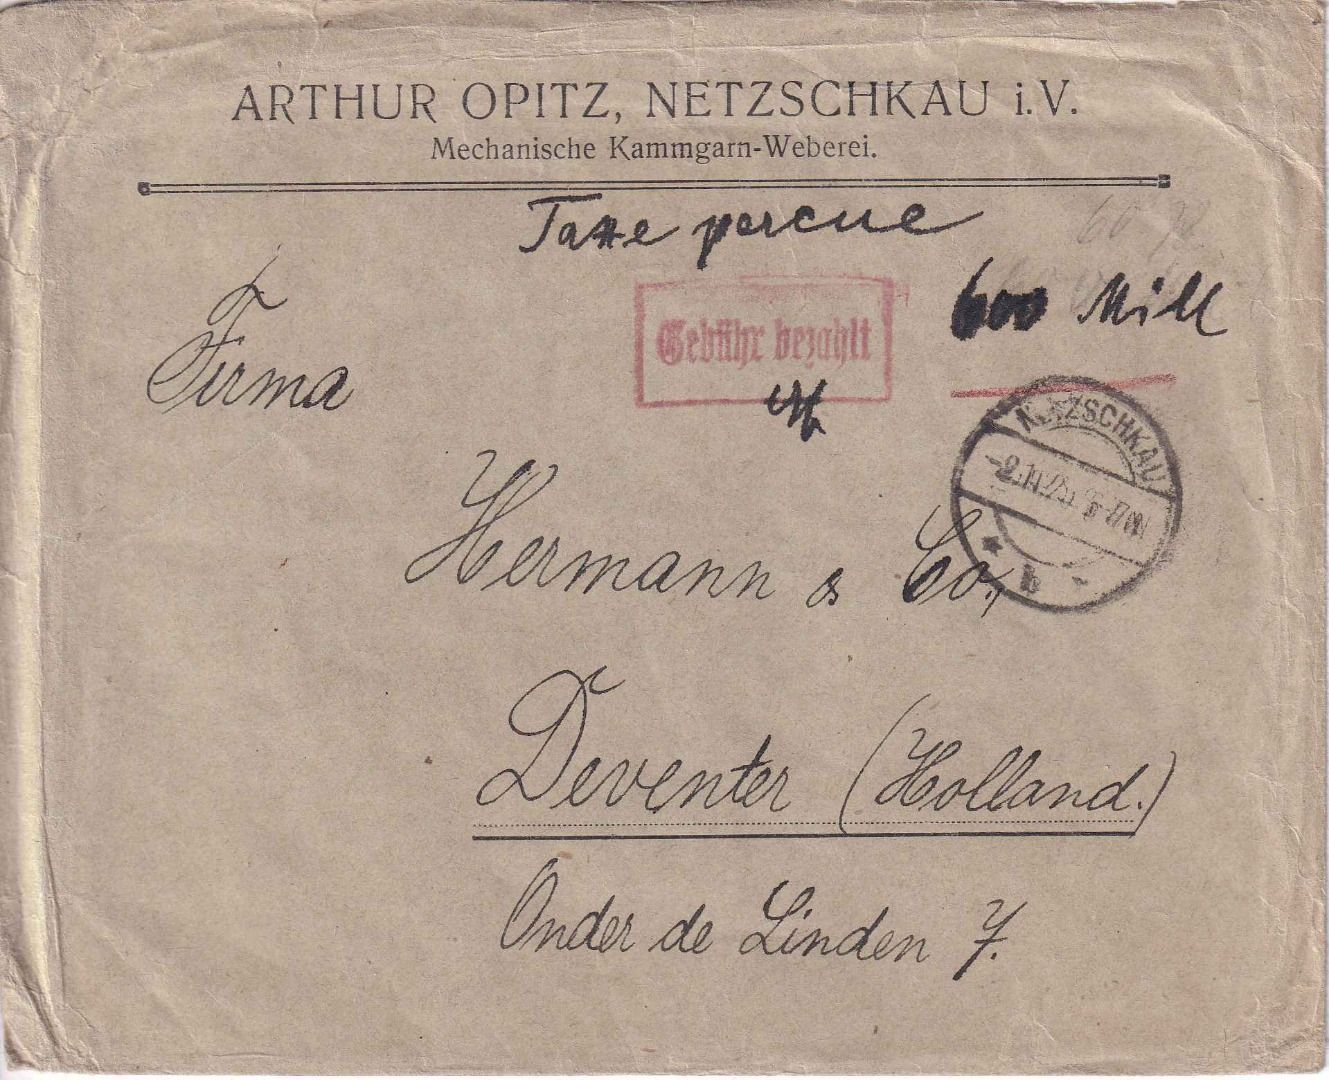 ARTHUR OPITZ, NETZSCHKAU i.V.
Mechanische Kammgarn-Weberei.
Taxe percue
600 Mill
Gebühr bezahlt
Firma
Hermann & Co.,
NETZSCHKAU
b
Deventer (Holland.)
Onder de Linden 7.